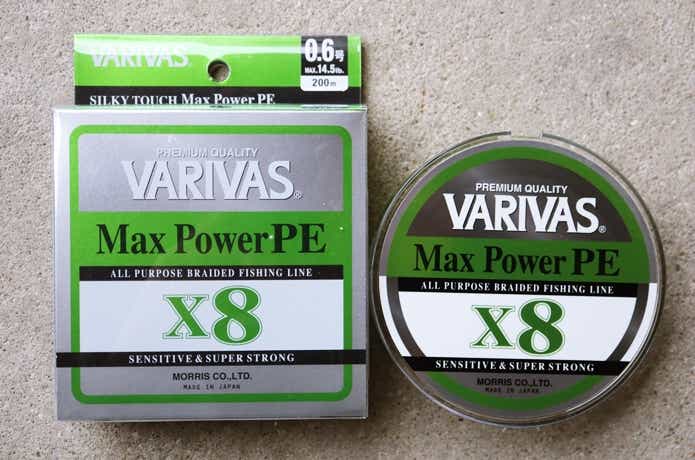 VARIVAS
0.6号
MAX.14.5lb.
200m
SILKY TOUCH Max Power PE
PREMIUM QUALITY
VARIVAS®
Max Power PE
ALL PURPOSE BRAIDED FISHING LINE
X8
SENSITIVE & SUPER STRONG
MORRIS CO.,LTD.
MADE IN JAPAN
PREMIUM QUALITY
VARIVAS®
Max Power PE
ALL PURPOSE BRAIDED FISHING LINE
X8
SENSITIVE & SUPER STRONG
MORRIS CO.,LTD.
MADE IN JAPAN